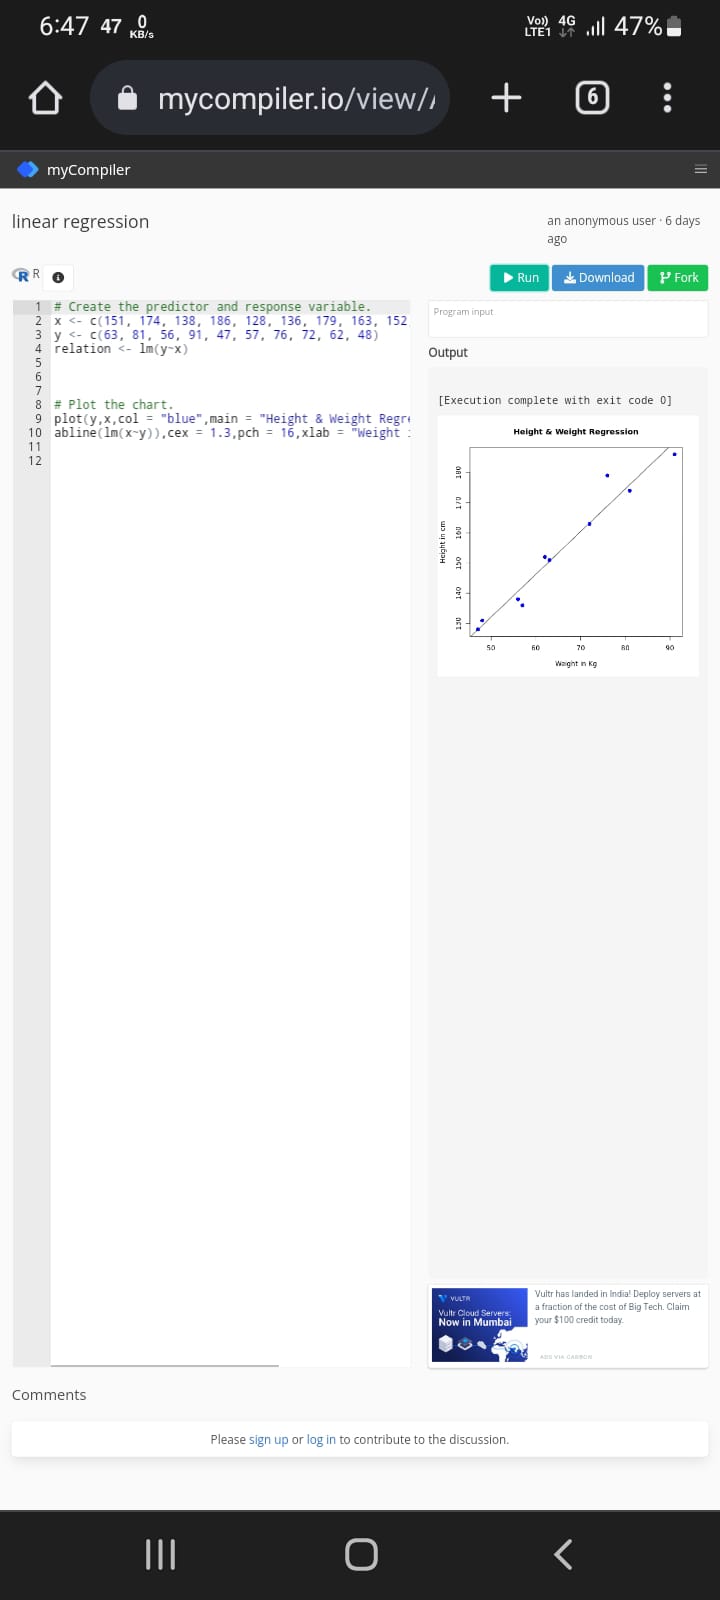 6:47 47 0 KB/s Vo) LTE1 4G 47%
mycompiler.io/view/ 6
myCompiler
linear regression
an anonymous user · 6 days
ago
R
Run Download Fork
1 # Create the predictor and response variable.
2 x <- c(151, 174, 138, 186, 128, 136, 179, 163, 152
3 y <- c(63, 81, 56, 91, 47, 57, 76, 72, 62, 48)
4 relation <- lm(y~x)
5
6
7
8 # Plot the chart.
9 plot(y,x,col = "blue",main = "Height & Weight Regr
10 abline(lm(x~y)),cex = 1.3,pch = 16,xlab = "Weight
11
12
Program input
Output
[Execution complete with exit code 0]
Height & Weight Regression
Height in cm
180
170
160
150
140
130
50 60 70 80 90
Weight in Kg
VULTR
Vultr Cloud Servers:
Now in Mumbai
Vultr has landed in India! Deploy servers at
a fraction of the cost of Big Tech. Claim
your $100 credit today.
ADS VIA CARBON
Comments
Please sign up or log in to contribute to the discussion.